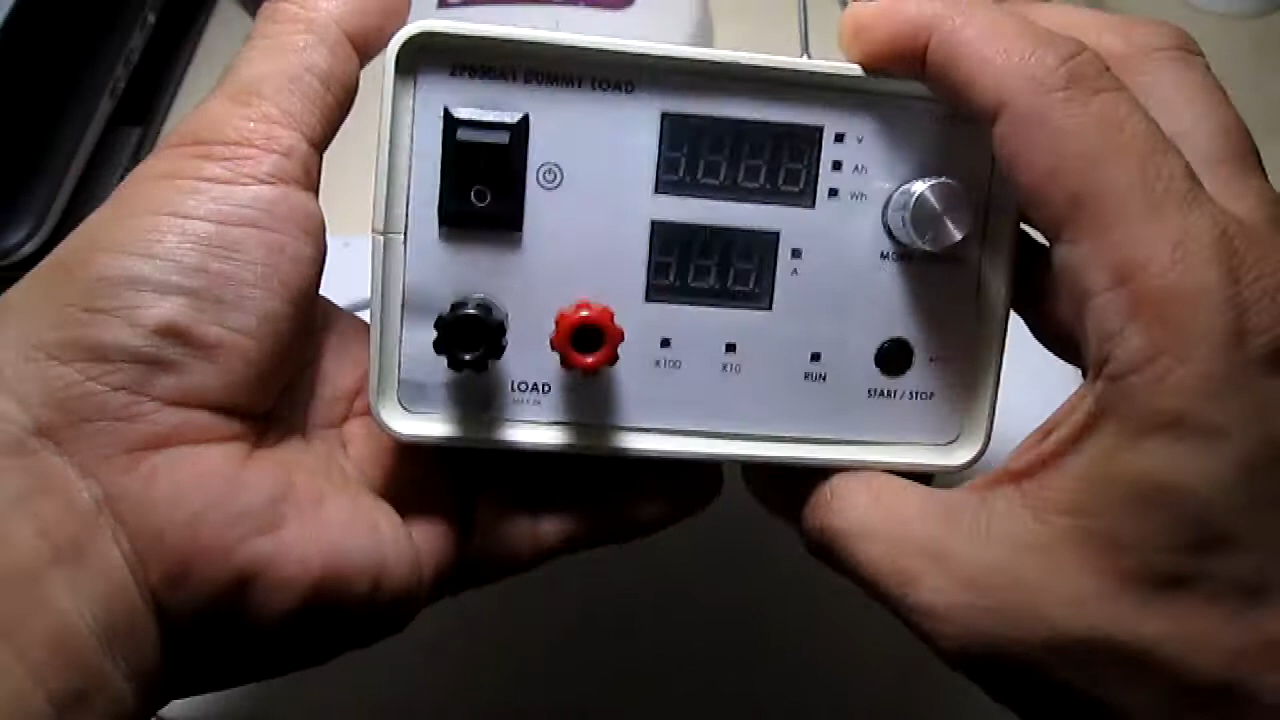 DUMMY LOAD
V
Ah
Wh
A
X100
X10
RUN
START / STOP
LOAD